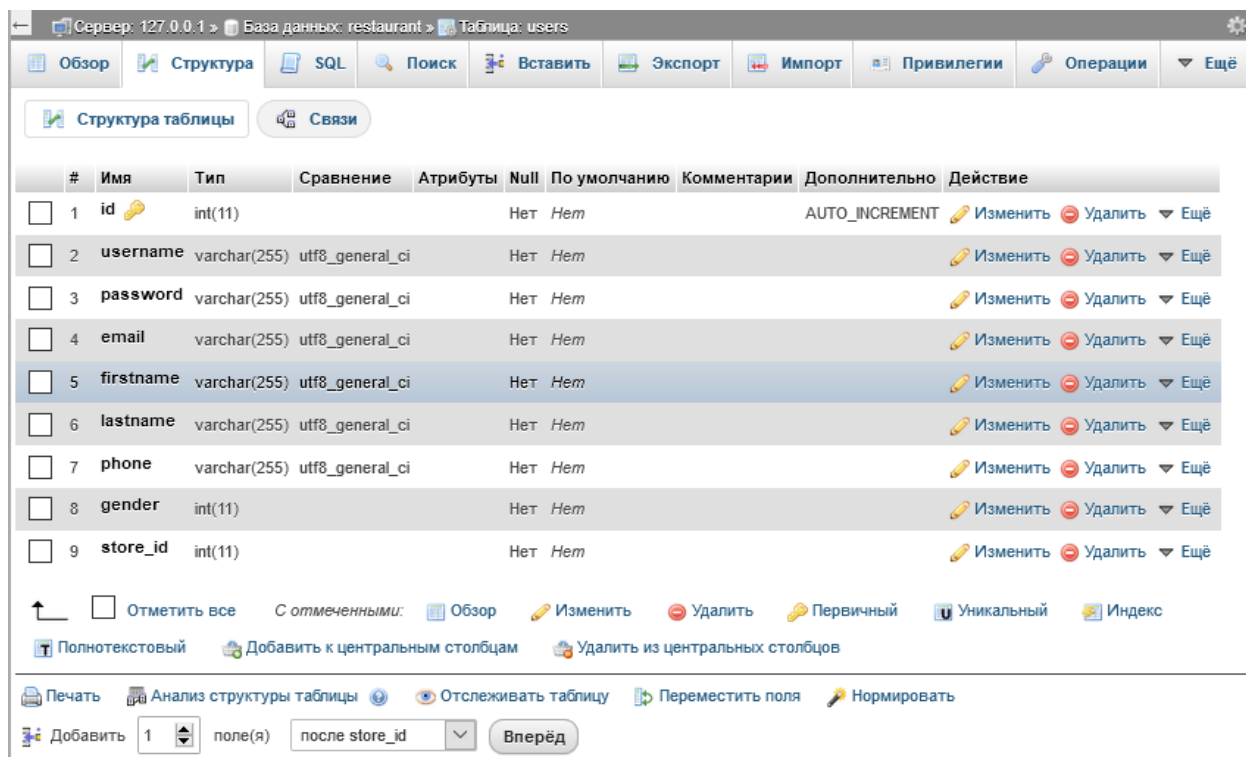 Сервер: 127.0.0.1 » База данных: restaurant » Таблица: users
Обзор Структура SQL Поиск Вставить Экспорт Импорт Привилегии Операции Ещё
Структура таблицы Связи
# Имя Тип Сравнение Атрибуты Null По умолчанию Комментарии Дополнительно Действие
1 id int(11) Нет Нет AUTO_INCREMENT Изменить Удалить Ещё
2 username varchar(255) utf8_general_ci Нет Нет Изменить Удалить Ещё
3 password varchar(255) utf8_general_ci Нет Нет Изменить Удалить Ещё
4 email varchar(255) utf8_general_ci Нет Нет Изменить Удалить Ещё
5 firstname varchar(255) utf8_general_ci Нет Нет Изменить Удалить Ещё
6 lastname varchar(255) utf8_general_ci Нет Нет Изменить Удалить Ещё
7 phone varchar(255) utf8_general_ci Нет Нет Изменить Удалить Ещё
8 gender int(11) Нет Нет Изменить Удалить Ещё
9 store_id int(11) Нет Нет Изменить Удалить Ещё
Отметить все С отмеченными: Обзор Изменить Удалить Первичный Уникальный Индекс
Полнотекстовый Добавить к центральным столбцам Удалить из центральных столбцов
Печать Анализ структуры таблицы Отслеживать таблицу Переместить поля Нормировать
Добавить 1 поле(я) после store_id Вперёд